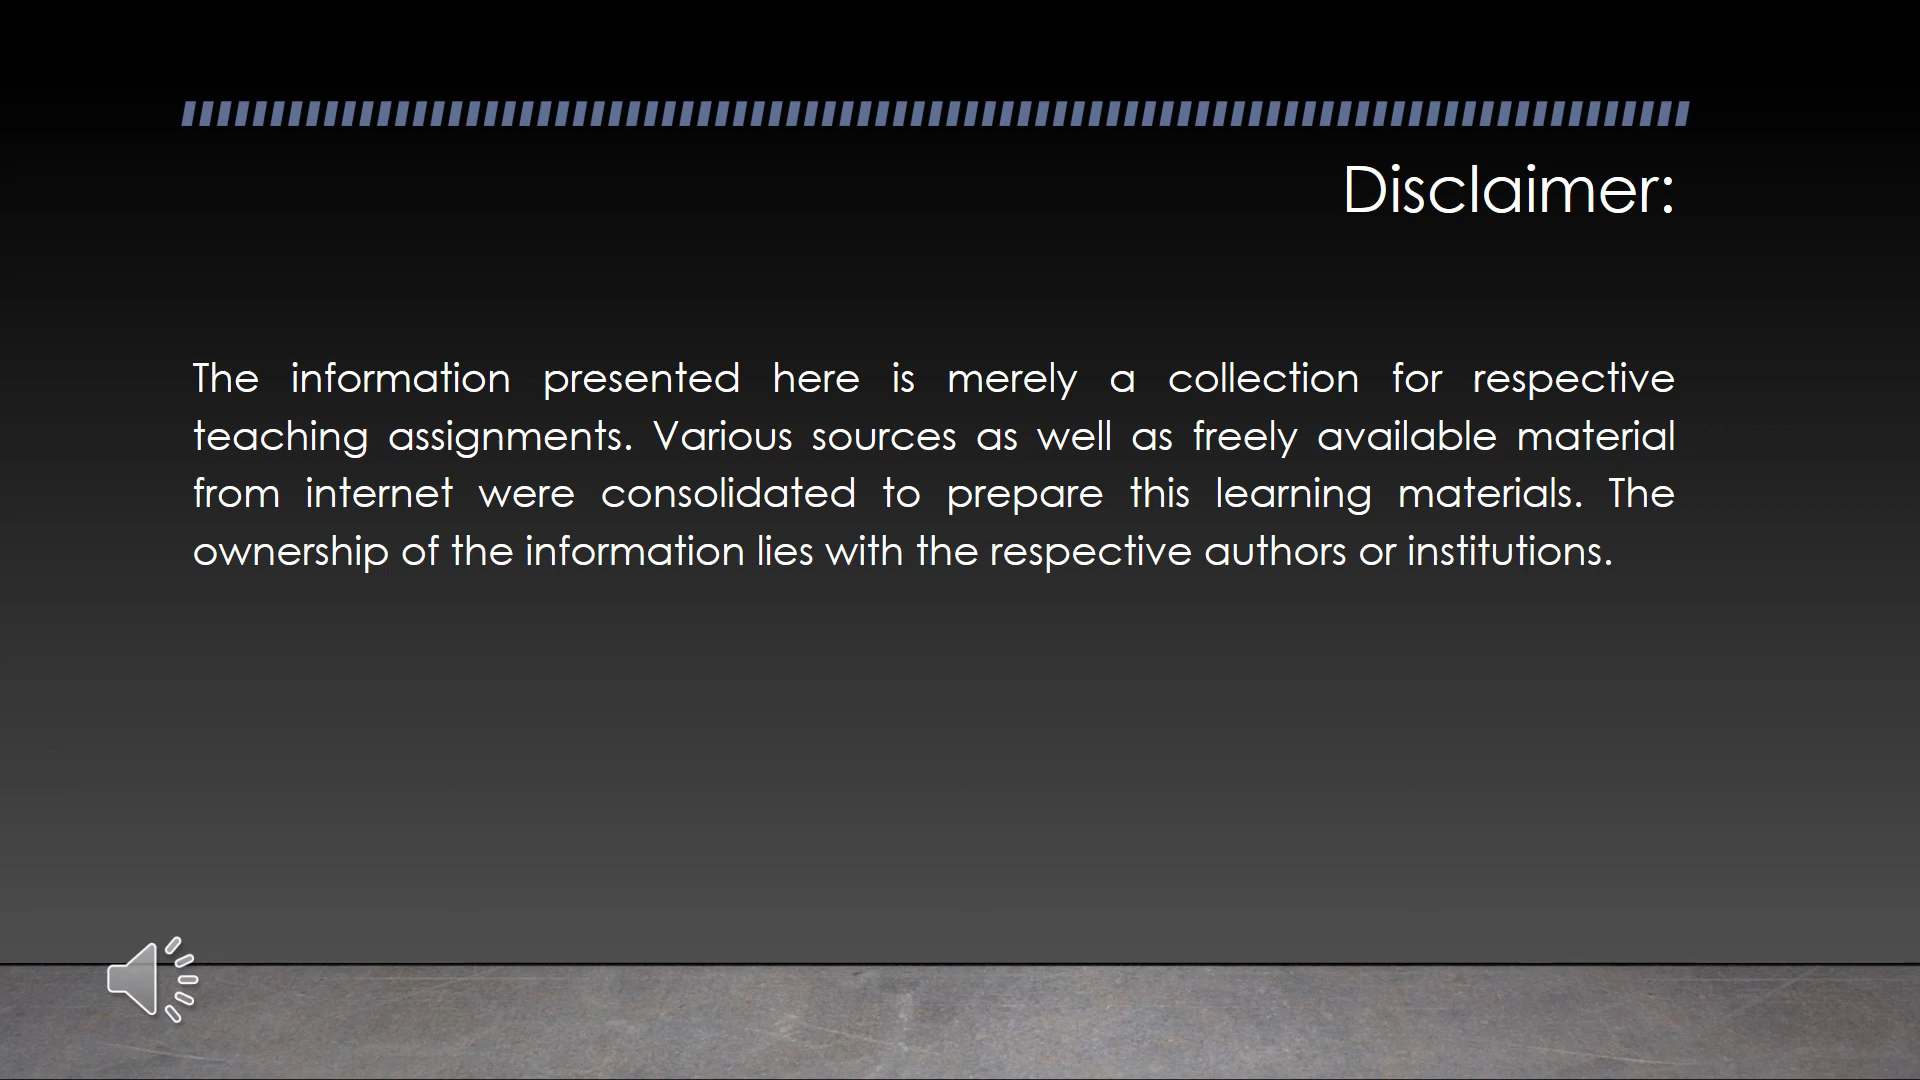 Disclaimer:
The information presented here is merely a collection for respective
teaching assignments. Various sources as well as freely available material
from internet were consolidated to prepare this learning materials. The
ownership of the information lies with the respective authors or institutions.